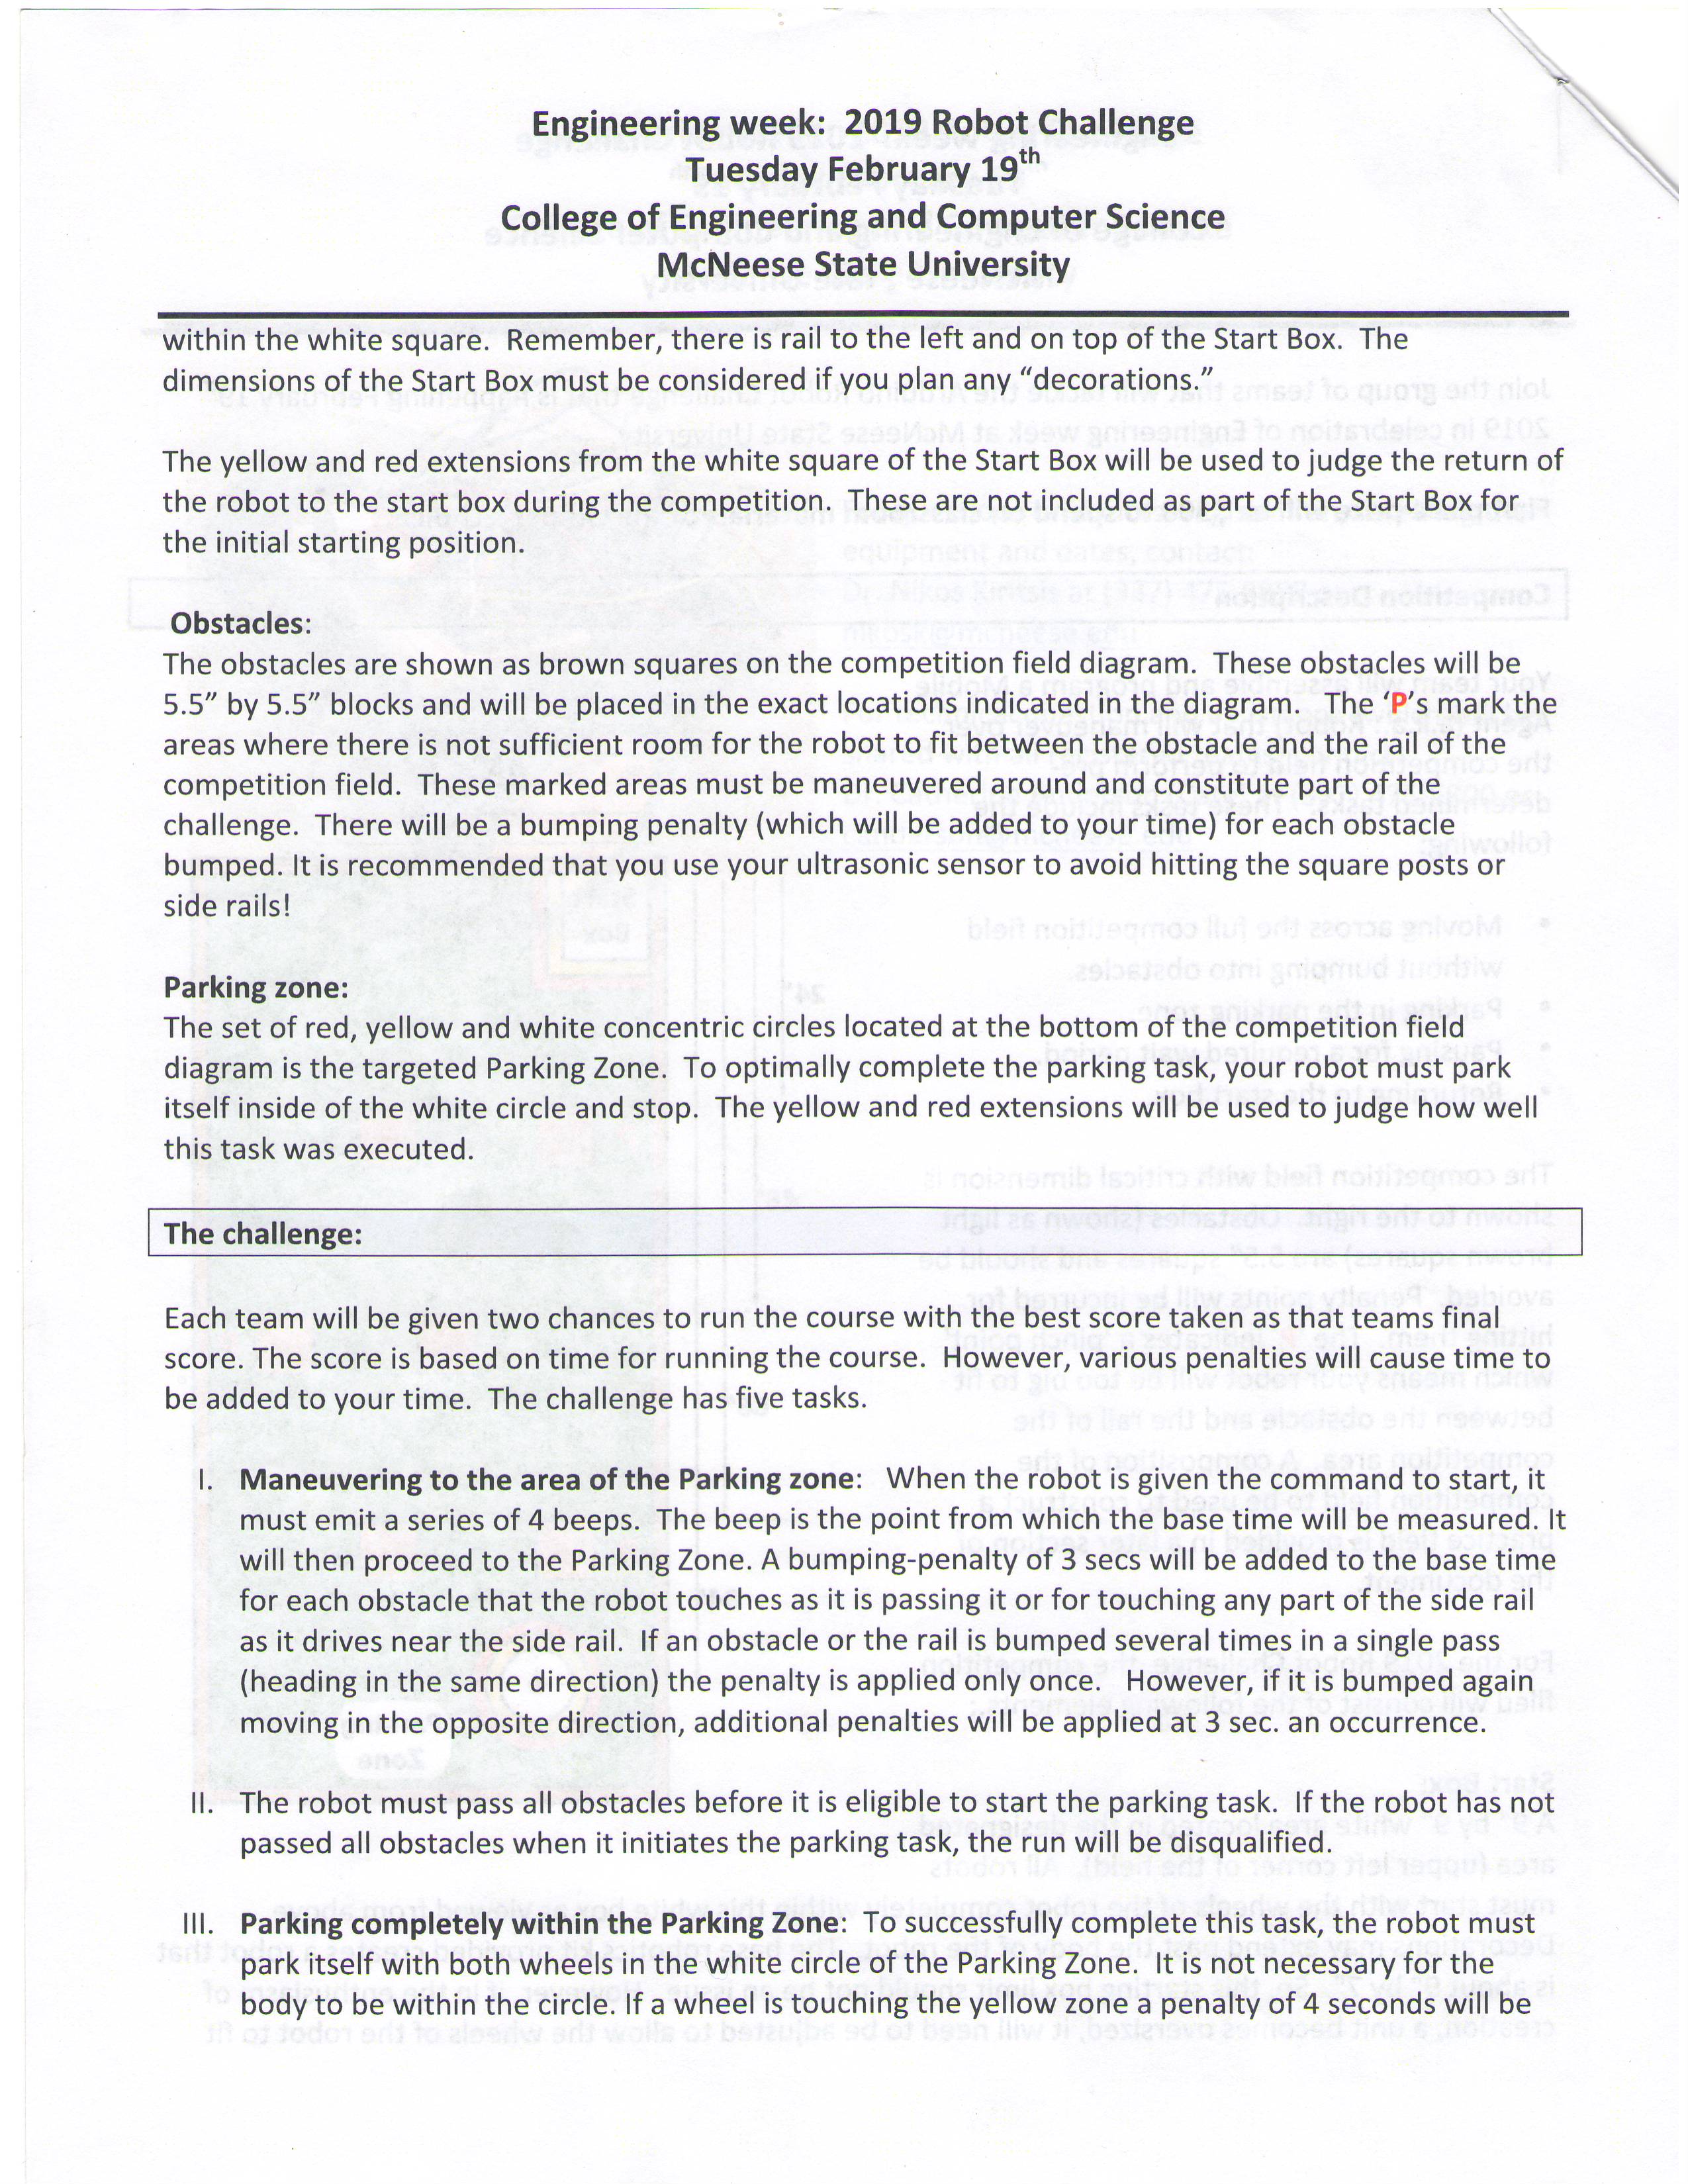 Engineering week:  2019 Robot Challenge
Tuesday February 19th
College of Engineering and Computer Science
McNeese State University
within the white square.  Remember, there is rail to the left and on top of the Start Box.  The
dimensions of the Start Box must be considered if you plan any “decorations.”
The yellow and red extensions from the white square of the Start Box will be used to judge the return of
the robot to the start box during the competition.  These are not included as part of the Start Box for
the initial starting position.
Obstacles:
The obstacles are shown as brown squares on the competition field diagram.  These obstacles will be
5.5” by 5.5” blocks and will be placed in the exact locations indicated in the diagram.   The ‘P’s mark the
areas where there is not sufficient room for the robot to fit between the obstacle and the rail of the
competition field.  These marked areas must be maneuvered around and constitute part of the
challenge.  There will be a bumping penalty (which will be added to your time) for each obstacle
bumped. It is recommended that you use your ultrasonic sensor to avoid hitting the square posts or
side rails!
Parking zone:
The set of red, yellow and white concentric circles located at the bottom of the competition field
diagram is the targeted Parking Zone.  To optimally complete the parking task, your robot must park
itself inside of the white circle and stop.  The yellow and red extensions will be used to judge how well
this task was executed.
The challenge:
Each team will be given two chances to run the course with the best score taken as that teams final
score. The score is based on time for running the course.  However, various penalties will cause time to
be added to your time.  The challenge has five tasks.
I. Maneuvering to the area of the Parking zone:   When the robot is given the command to start, it
must emit a series of 4 beeps.  The beep is the point from which the base time will be measured. It
will then proceed to the Parking Zone. A bumping-penalty of 3 secs will be added to the base time
for each obstacle that the robot touches as it is passing it or for touching any part of the side rail
as it drives near the side rail.  If an obstacle or the rail is bumped several times in a single pass
(heading in the same direction) the penalty is applied only once.   However, if it is bumped again
moving in the opposite direction, additional penalties will be applied at 3 sec. an occurrence.
II. The robot must pass all obstacles before it is eligible to start the parking task.  If the robot has not
passed all obstacles when it initiates the parking task, the run will be disqualified.
III. Parking completely within the Parking Zone:  To successfully complete this task, the robot must
park itself with both wheels in the white circle of the Parking Zone.  It is not necessary for the
body to be within the circle. If a wheel is touching the yellow zone a penalty of 4 seconds will be